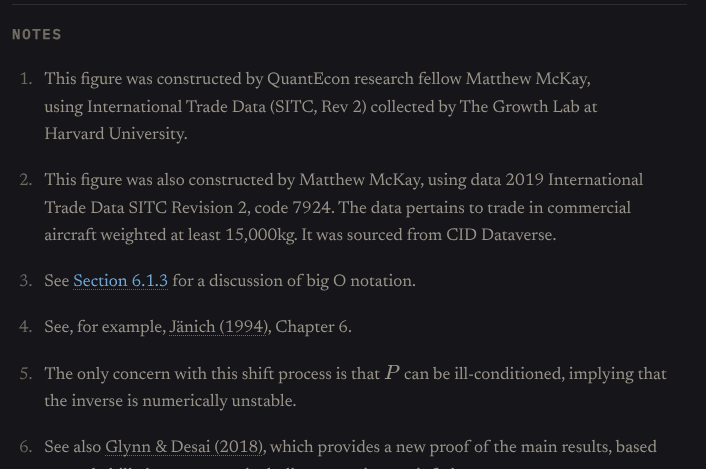 NOTES
1. This figure was constructed by QuantEcon research fellow Matthew McKay,
using International Trade Data (SITC, Rev 2) collected by The Growth Lab at
Harvard University.
2. This figure was also constructed by Matthew McKay, using data 2019 International
Trade Data SITC Revision 2, code 7924. The data pertains to trade in commercial
aircraft weighted at least 15,000kg. It was sourced from CID Dataverse.
3. See Section 6.1.3 for a discussion of big O notation.
4. See, for example, Jänich (1994), Chapter 6.
5. The only concern with this shift process is that P can be ill-conditioned, implying that
the inverse is numerically unstable.
6. See also Glynn & Desai (2018), which provides a new proof of the main results, based